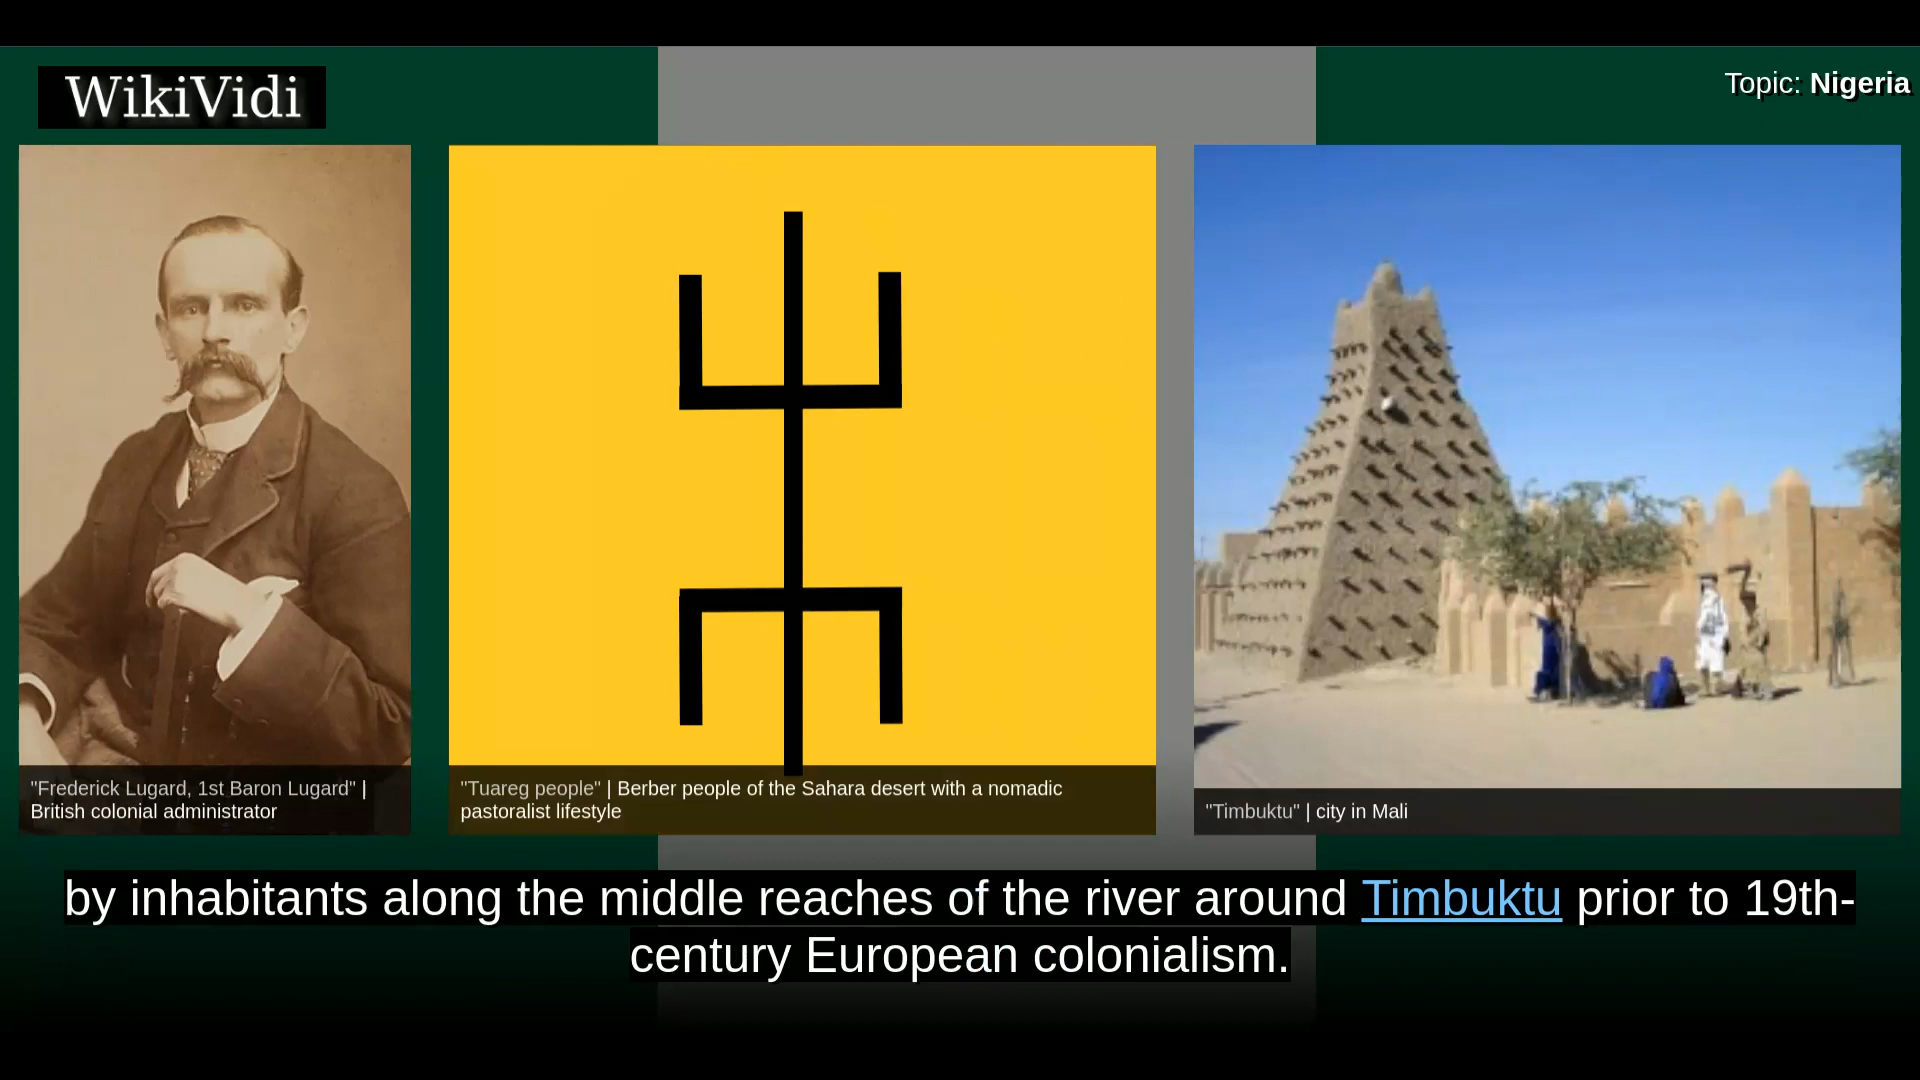 WikiVidi
Topic: Nigeria
"Frederick Lugard, 1st Baron Lugard" |
British colonial administrator
"Tuareg people" | Berber people of the Sahara desert with a nomadic
pastoralist lifestyle
"Timbuktu" | city in Mali
by inhabitants along the middle reaches of the river around Timbuktu prior to 19th-
century European colonialism.